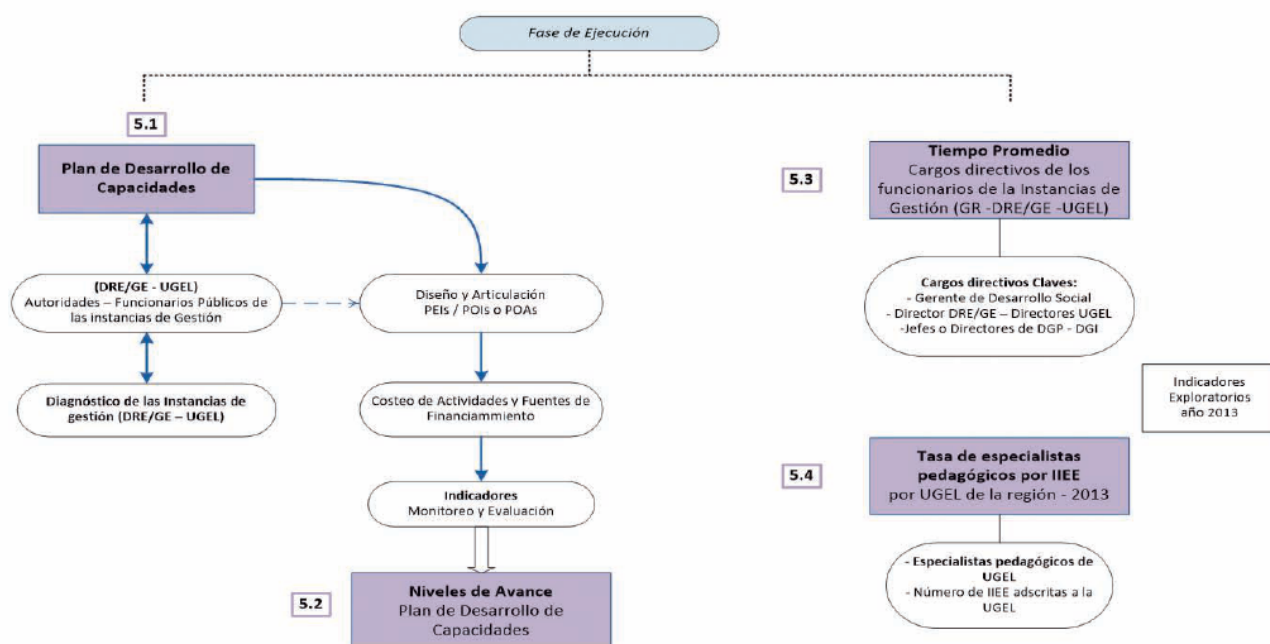 Fase de Ejecución
5.1
Plan de Desarrollo de
Capacidades
(DRE/GE - UGEL)
Autoridades – Funcionarios Públicos de
las instancias de Gestión
Diagnóstico de las Instancias de
gestión (DRE/GE – UGEL)
Diseño y Articulación
PEIs / POIs o POAs
Costeo de Actividades y Fuentes de
Financiammiento
Indicadores
Monitoreo y Evaluación
5.2
Niveles de Avance
Plan de Desarrollo de
Capacidades
5.3
Tiempo Promedio
Cargos directivos de los
funcionarios de la Instancias de
Gestión (GR -DRE/GE -UGEL)
Cargos directivos Claves:
- Gerente de Desarrollo Social
- Director DRE/GE – Directores UGEL
-Jefes o Directores de DGP - DGI
Indicadores
Exploratorios
año 2013
5.4
Tasa de especialistas
pedagógicos por IIEE
por UGEL de la región - 2013
- Especialistas pedagógicos de
UGEL
- Número de IIEE adscritas a la
UGEL